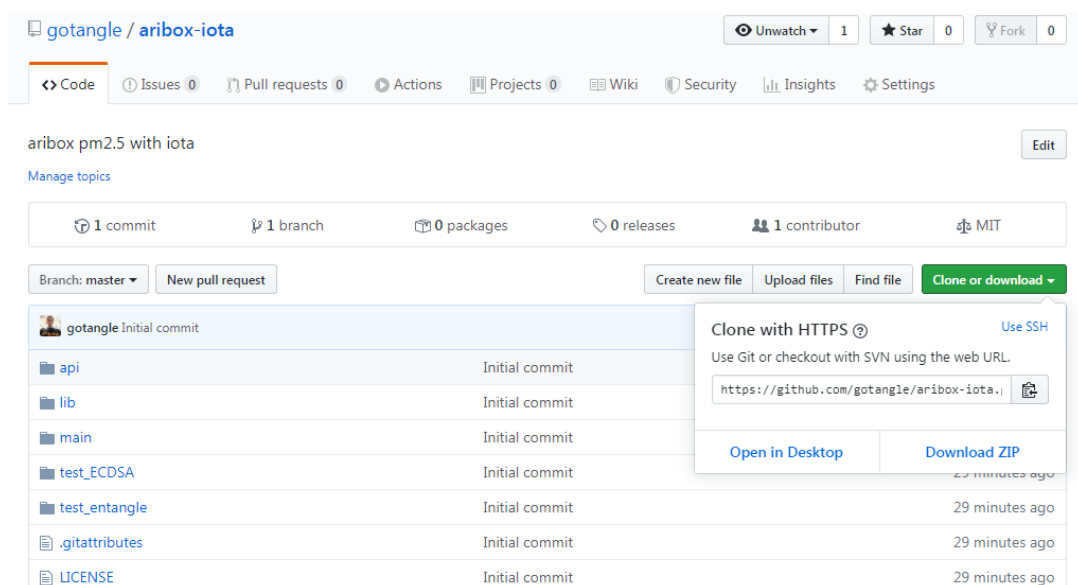 gotangle / aribox-iota Unwatch 1 Star 0 Fork 0
Code Issues 0 Pull requests 0 Actions Projects 0 Wiki Security Insights Settings
aribox pm2.5 with iota Edit
Manage topics
1 commit 1 branch 0 packages 0 releases 1 contributor MIT
Branch: master New pull request Create new file Upload files Find file Clone or download
gotangle Initial commit
Clone with HTTPS Use SSH
Use Git or checkout with SVN using the web URL.
https://github.com/gotangle/aribox-iota.
Open in Desktop Download ZIP
api Initial commit
lib Initial commit
main Initial commit
test_ECDSA Initial commit 29 minutes ago
test_entangle Initial commit 29 minutes ago
.gitattributes Initial commit 29 minutes ago
LICENSE Initial commit 29 minutes ago